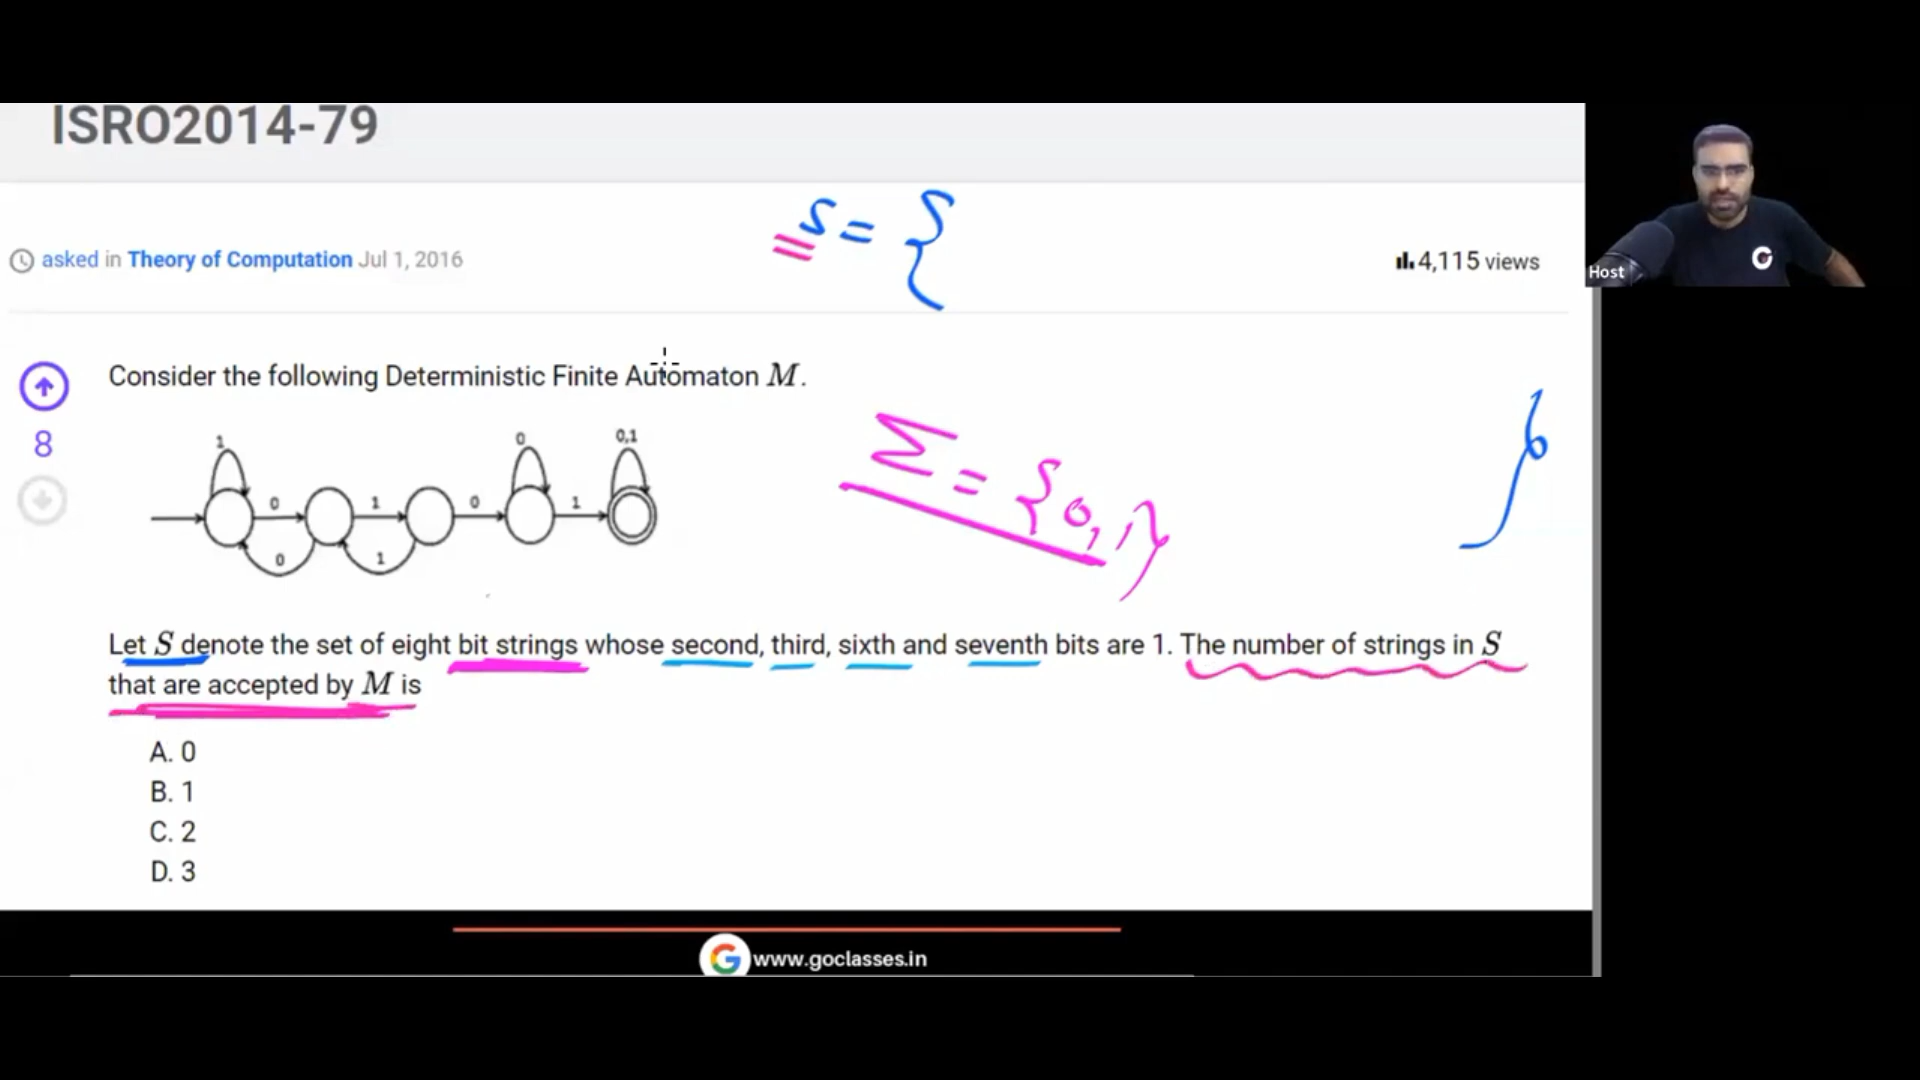 ISRO2014-79
S = {
asked in Theory of Computation Jul 1, 2016
4,115 views
Host
Consider the following Deterministic Finite Automaton M.
8
1
0
0,1
0
1
0
1
0
1
Σ = {0,1}
Let S denote the set of eight bit strings whose second, third, sixth and seventh bits are 1. The number of strings in S
that are accepted by M is
A. 0
B. 1
C. 2
D. 3
www.goclasses.in